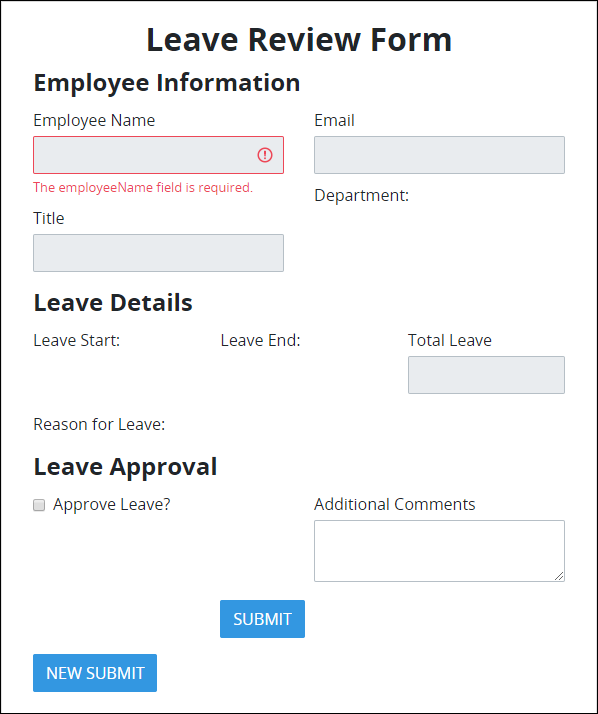 Leave Review Form
Employee Information
Employee Name
Email
The employeeName field is required.
Department:
Title
Leave Details
Leave Start:
Leave End:
Total Leave
Reason for Leave:
Leave Approval
Approve Leave?
Additional Comments
SUBMIT
NEW SUBMIT